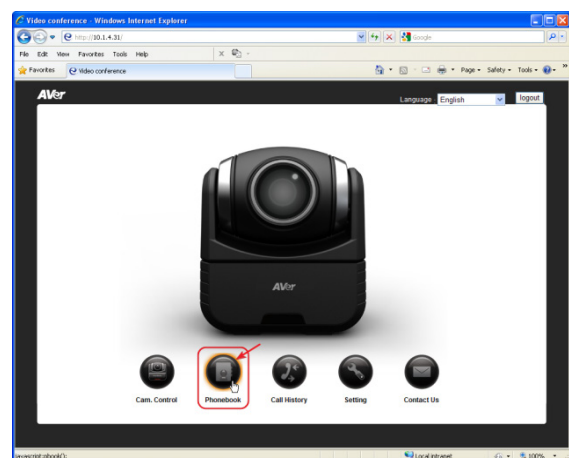 Video conference - Windows Internet Explorer
http://10.1.4.31/
Google
File Edit View Favorites Tools Help
Favorites
Video conference
Page Safety Tools
AVer
Language English logout
AVer
Cam. Control Phonebook Call History Setting Contact Us
javascript:phbook(); Local intranet 100%